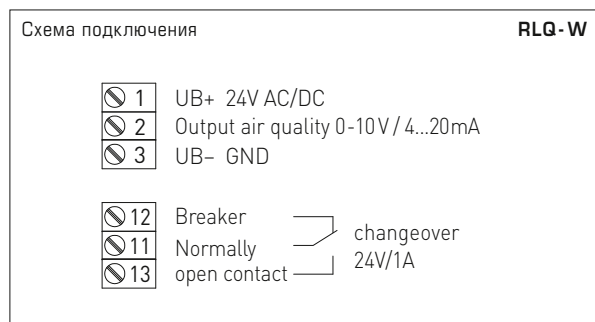 Схема подключения RLQ-W
1 UB+ 24V AC/DC
2 Output air quality 0-10V / 4...20mA
3 UB– GND
12 Breaker
changeover
11 Normally
24V/1A
13 open contact